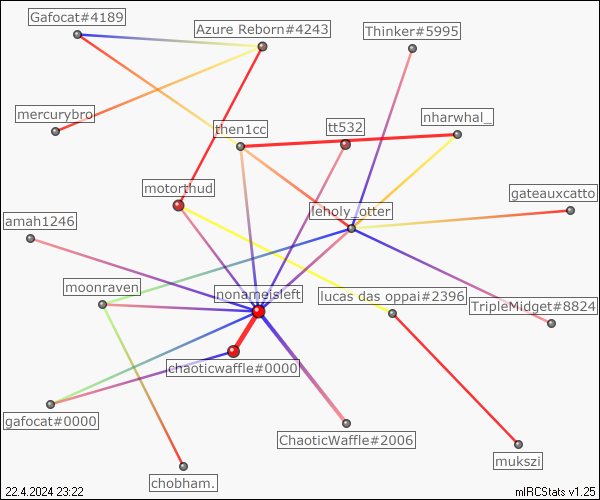 Gafocat#4189
Azure Reborn#4243
Thinker#5995
mercurybro
then1cc
tt532
nharwhal_
motorthud
gateauxcatto
leholy_otter
amah1246
moonraven
nonameisleft
lucas das oppai#2396
TripleMidget#8824
chaoticwaffle#0000
gafocat#0000
ChaoticWaffle#2006
mukszi
chobham.
22.4.2024 23:22
mIRCStats v1.25